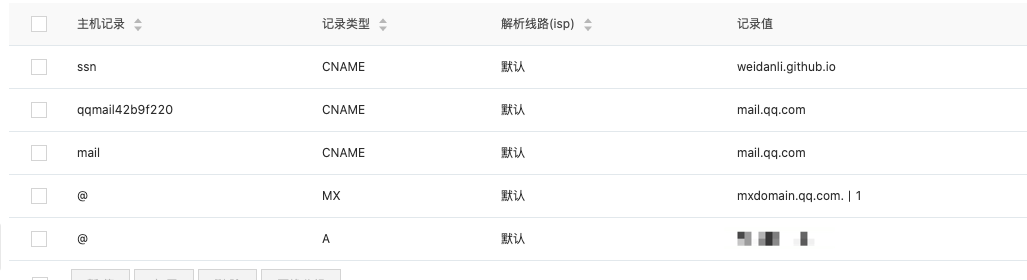 主机记录 记录类型 解析线路(isp) 记录值
ssn CNAME 默认 weidanli.github.io
qqmail42b9f220 CNAME 默认 mail.qq.com
mail CNAME 默认 mail.qq.com
@ MX 默认 mxdomain.qq.com. | 1
@ A 默认